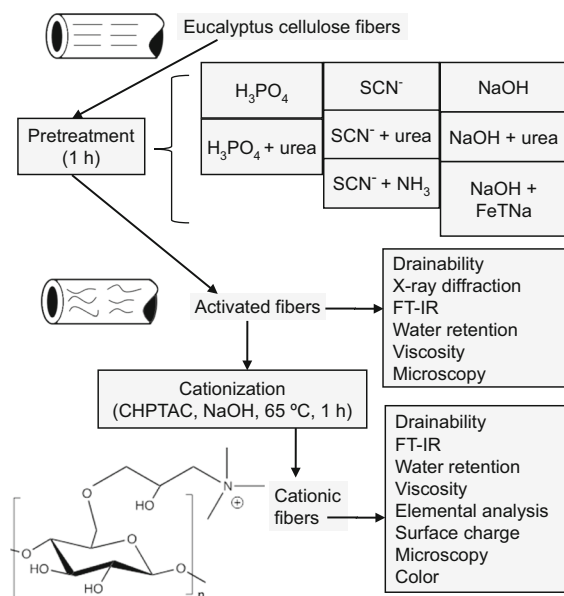 Eucalyptus cellulose fibers
Pretreatment
(1 h)
H₃PO₄
SCN⁻
NaOH
H₃PO₄ + urea
SCN⁻ + urea
NaOH + urea
SCN⁻ + NH₃
NaOH +
FeTNa
Activated fibers
Drainability
X-ray diffraction
FT-IR
Water retention
Viscosity
Microscopy
Cationization
(CHPTAC, NaOH, 65 ºC, 1 h)
Cationic
fibers
Drainability
FT-IR
Water retention
Viscosity
Elemental analysis
Surface charge
Microscopy
Color
N
⊕
HO
O
O
O
HO
HO
O
n